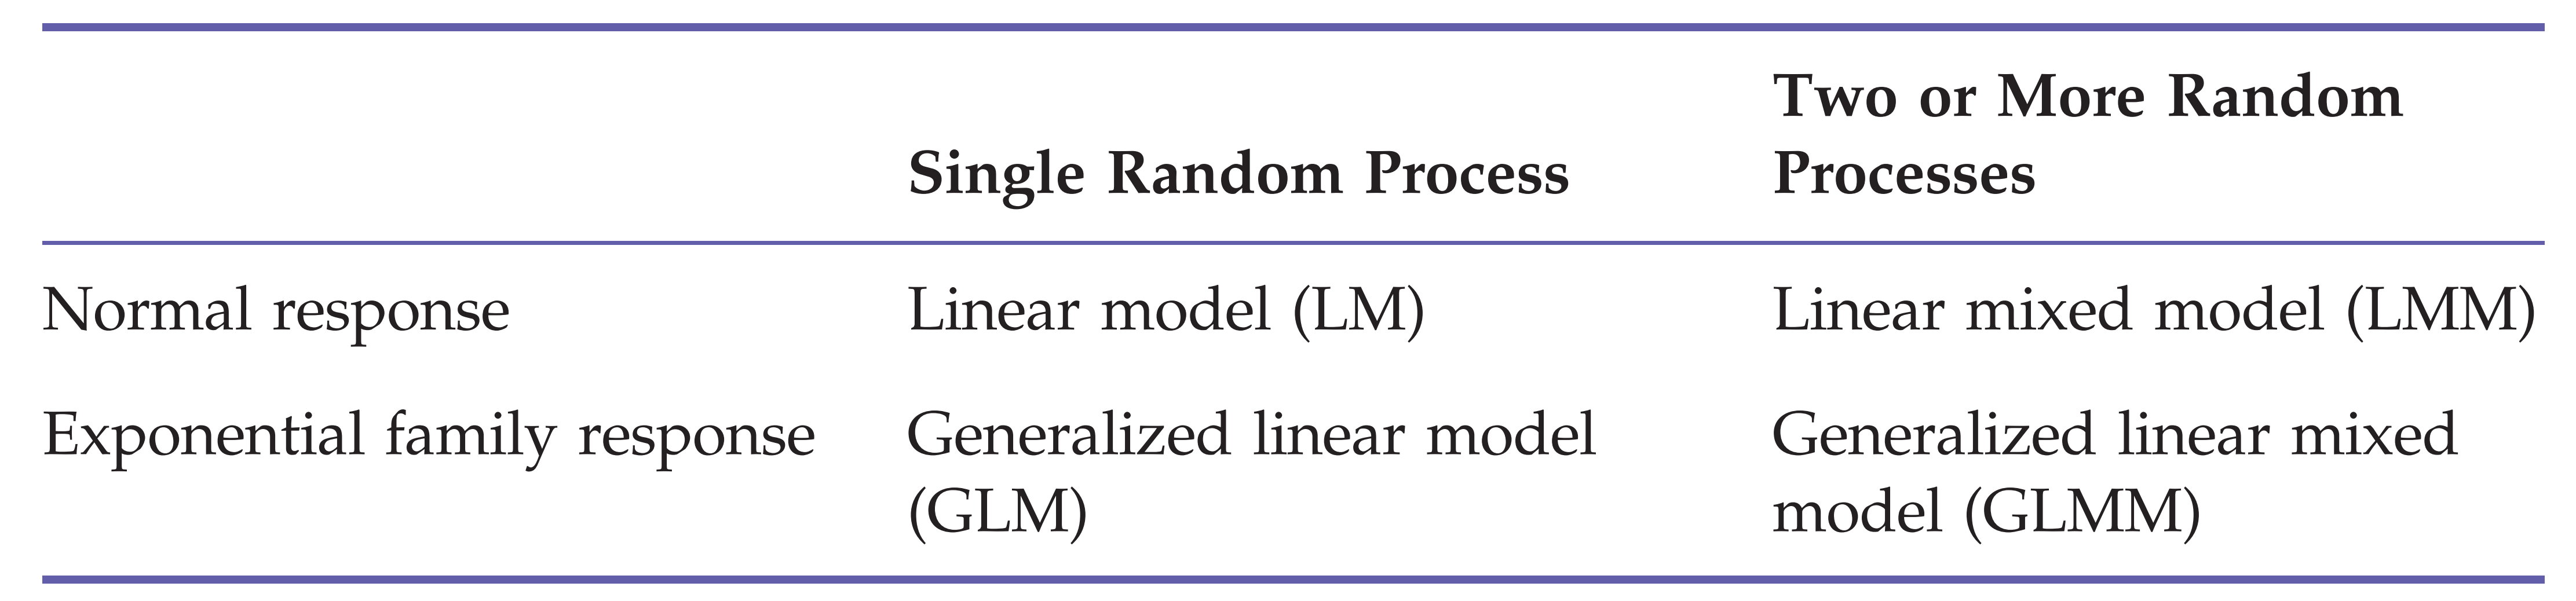 Single Random Process
Two or More Random
Processes
Normal response
Linear model (LM)
Linear mixed model (LMM)
Exponential family response
Generalized linear model
(GLM)
Generalized linear mixed
model (GLMM)